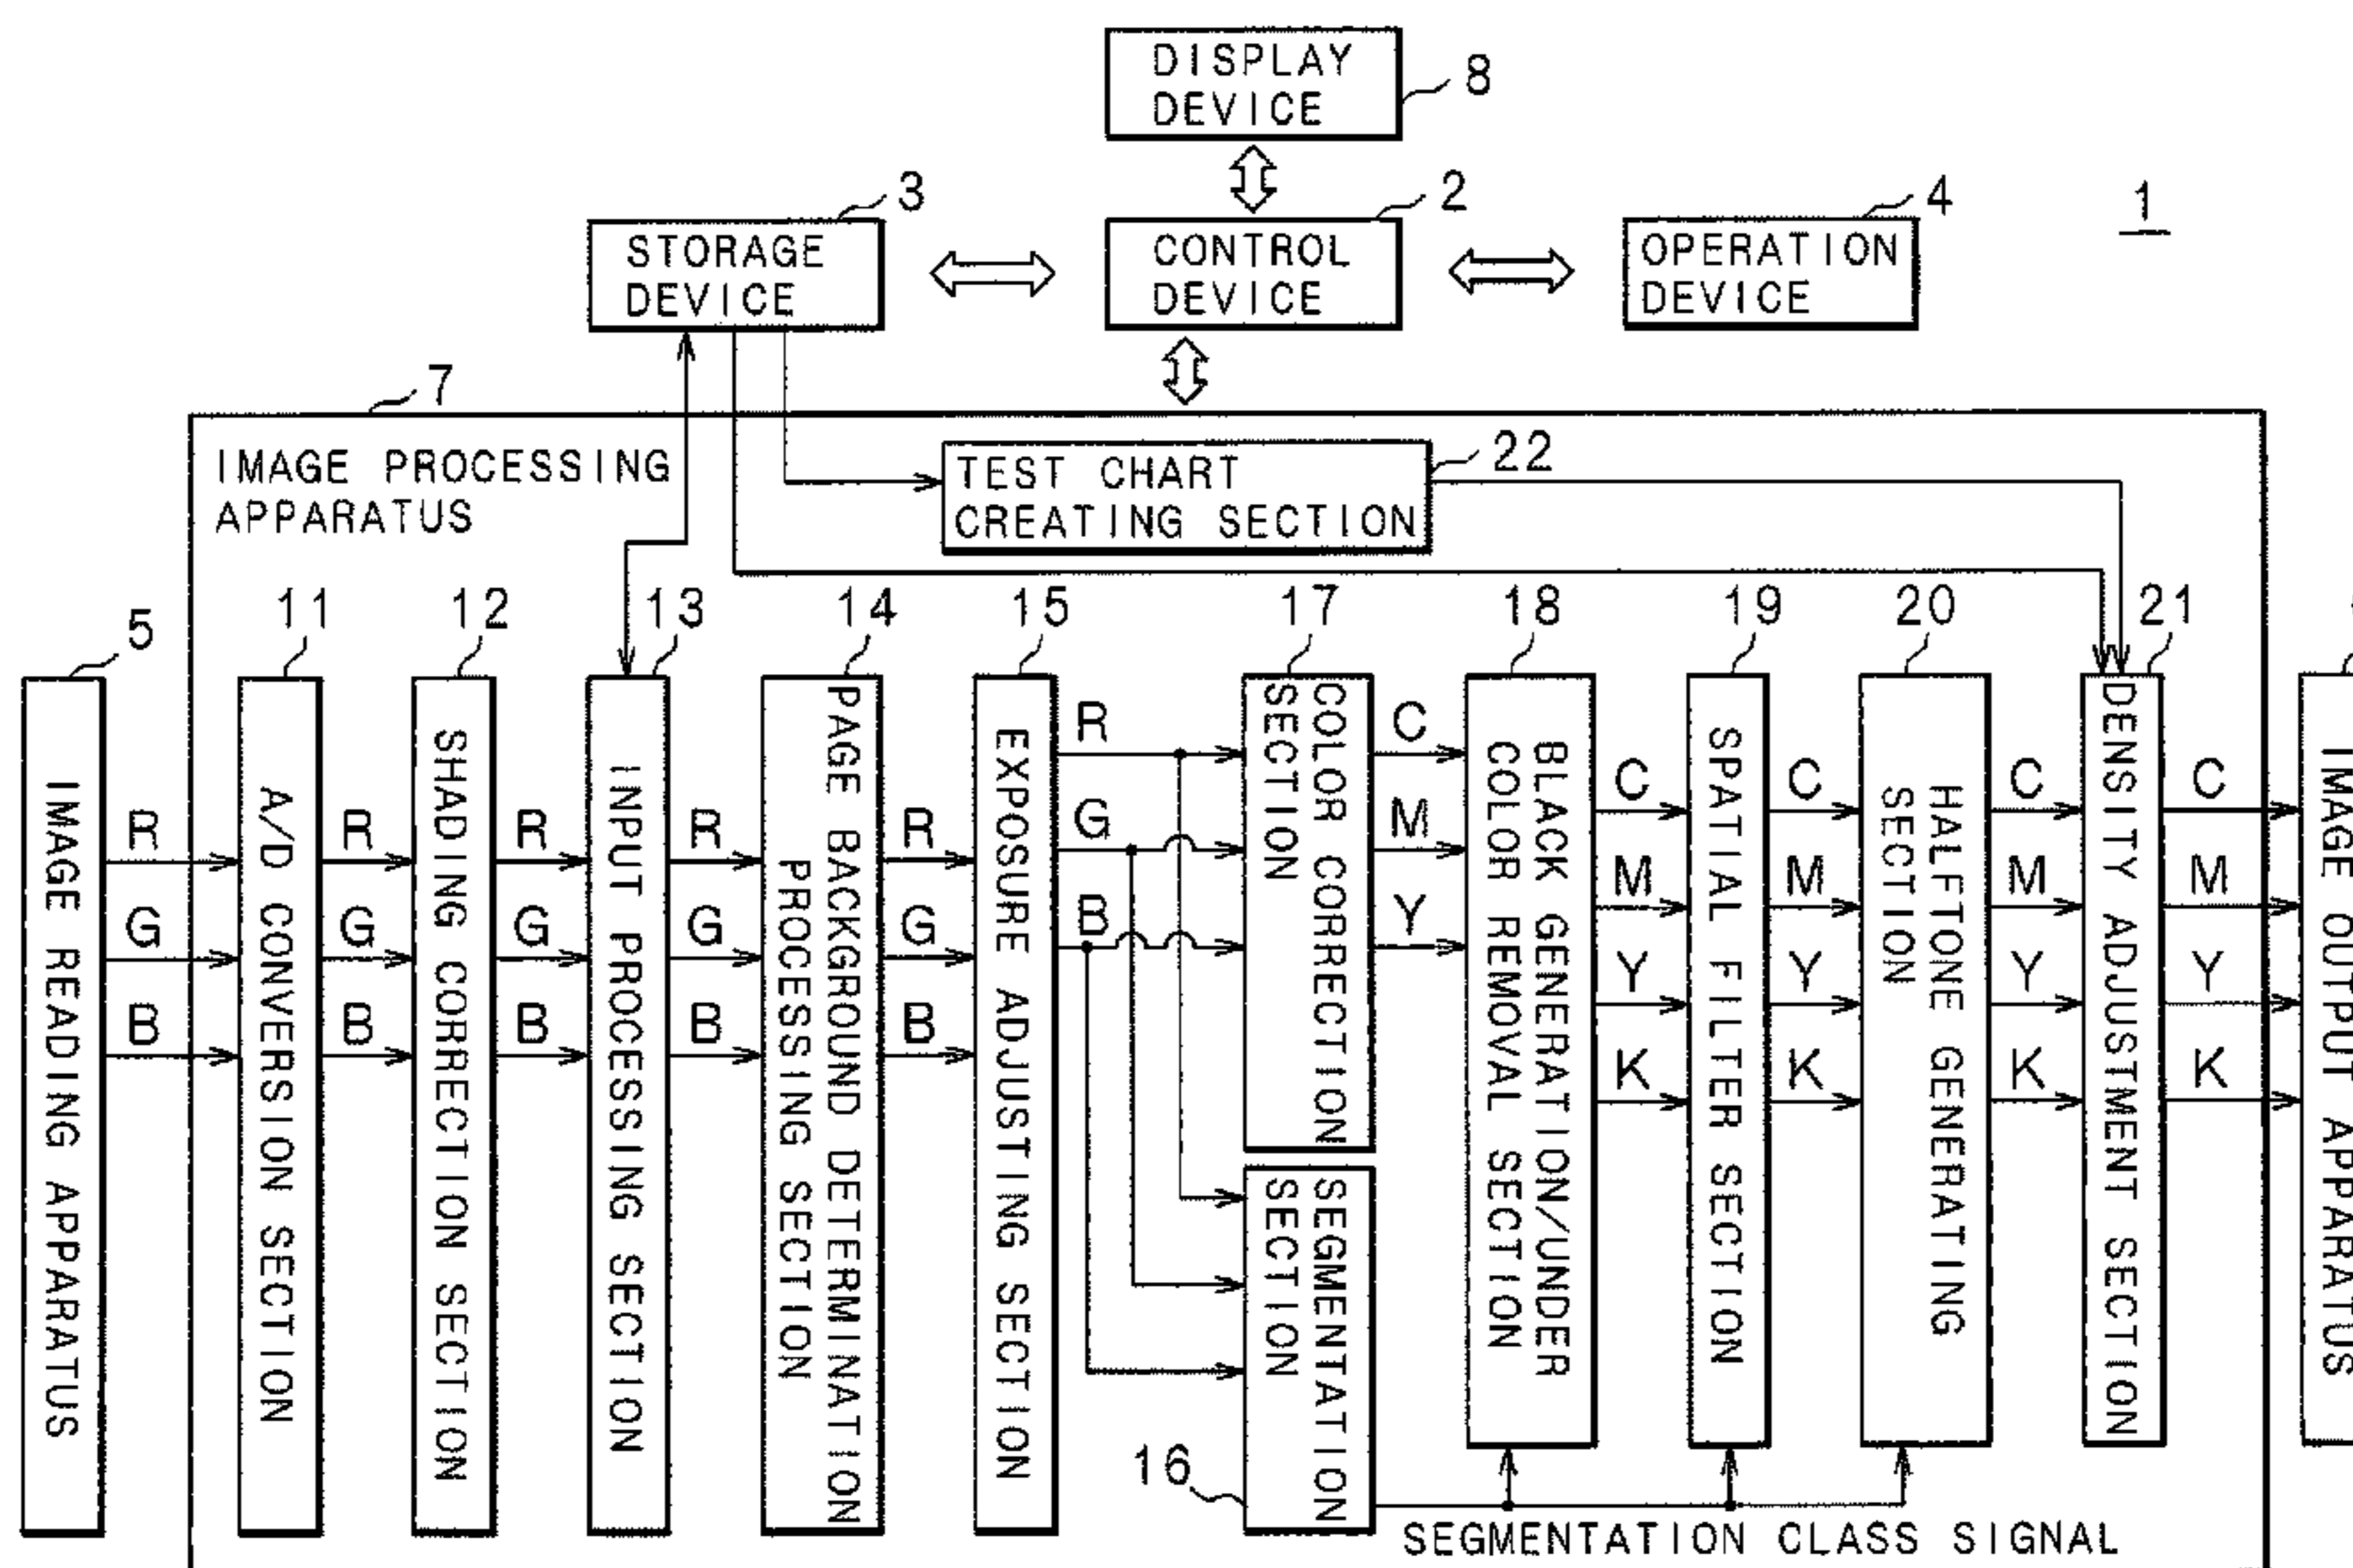 DISPLAY
DEVICE
8
3
2
4
1
STORAGE
DEVICE
CONTROL
DEVICE
OPERATION
DEVICE
7
IMAGE PROCESSING
APPARATUS
TEST CHART
CREATING SECTION
22
5
11
12
13
14
15
17
18
19
20
21
IMAGE READING APPARATUS
R
G
B
A/D CONVERSION SECTION
R
G
B
SHADING CORRECTION SECTION
R
G
B
INPUT PROCESSING SECTION
R
G
B
PAGE BACKGROUND DETERMINATION
PROCESSING SECTION
R
G
B
EXPOSURE ADJUSTING SECTION
R
G
B
COLOR CORRECTION
SECTION
C
M
Y
SEGMENTATION
SECTION
16
BLACK GENERATION/UNDER
COLOR REMOVAL SECTION
C
M
Y
K
SPATIAL FILTER SECTION
C
M
Y
K
HALFTONE GENERATING
SECTION
C
M
Y
K
DENSITY ADJUSTMENT SECTION
C
M
Y
K
IMAGE OUTPUT APPARATUS
SEGMENTATION CLASS SIGNAL